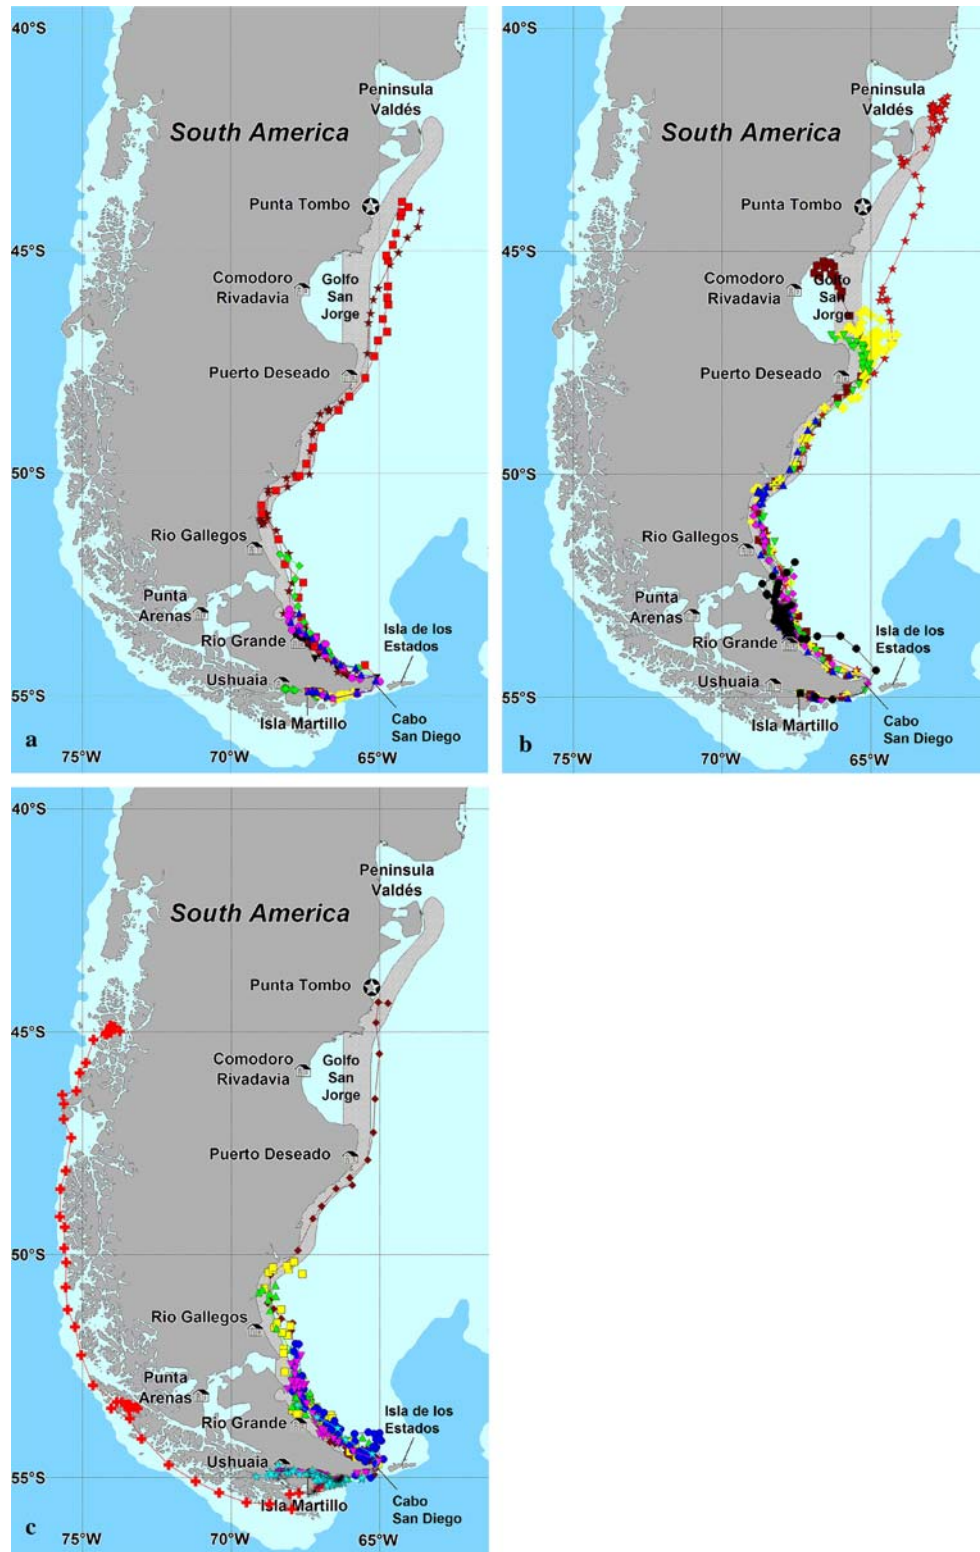 40°S
Peninsula
Valdés
South America
Punta Tombo
45°S
Comodoro
Rivadavia
Golfo
San
Jorge
Puerto Deseado
50°S
Rio Gallegos
Punta
Arenas
Rio Grande
Isla de los
Estados
Ushuaia
55°S
Isla Martillo
Cabo
San Diego
a
75°W
70°W
65°W
40°S
Peninsula
Valdés
South America
Punta Tombo
45°S
Comodoro
Rivadavia
Golfo
San
Jorge
Puerto Deseado
50°S
Rio Gallegos
Punta
Arenas
Rio Grande
Isla de los
Estados
Ushuaia
55°S
Isla Martillo
Cabo
San Diego
b
75°W
70°W
65°W
40°S
Peninsula
Valdés
South America
Punta Tombo
45°S
Comodoro
Rivadavia
Golfo
San
Jorge
Puerto Deseado
50°S
Rio Gallegos
Punta
Arenas
Rio Grande
Isla de los
Estados
Ushuaia
55°S
Isla Martillo
Cabo
San Diego
c
75°W
70°W
65°W